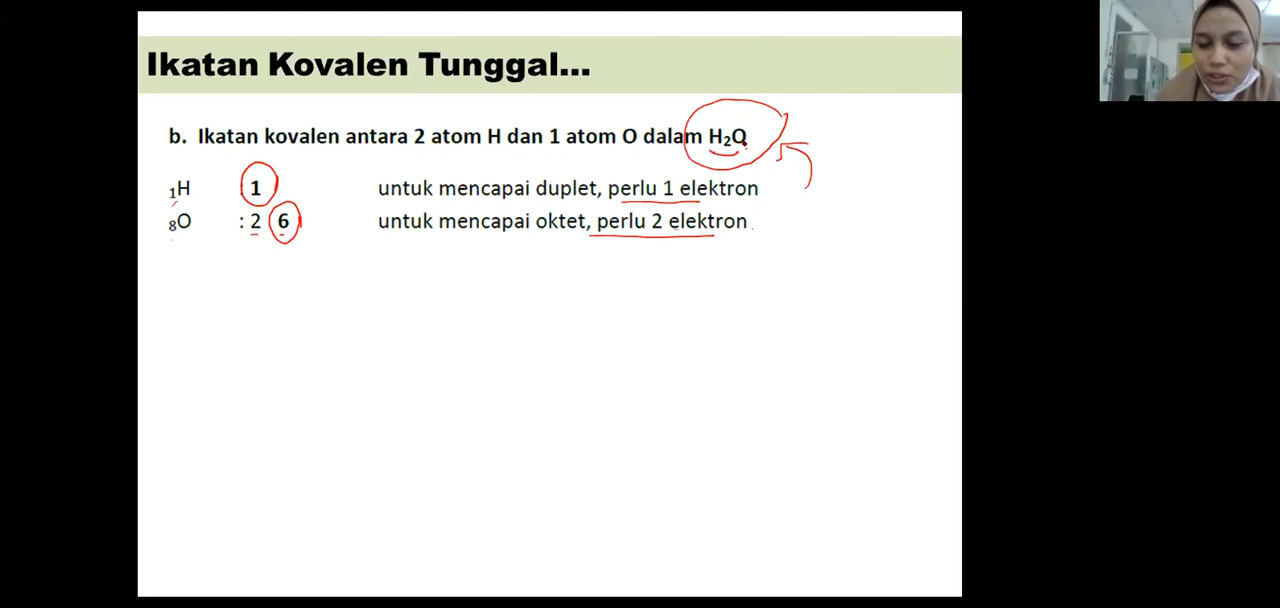 Ikatan Kovalen Tunggal...
b. Ikatan kovalen antara 2 atom H dan 1 atom O dalam H₂O
₁H 1 untuk mencapai duplet, perlu 1 elektron
₈O : 2 6 untuk mencapai oktet, perlu 2 elektron